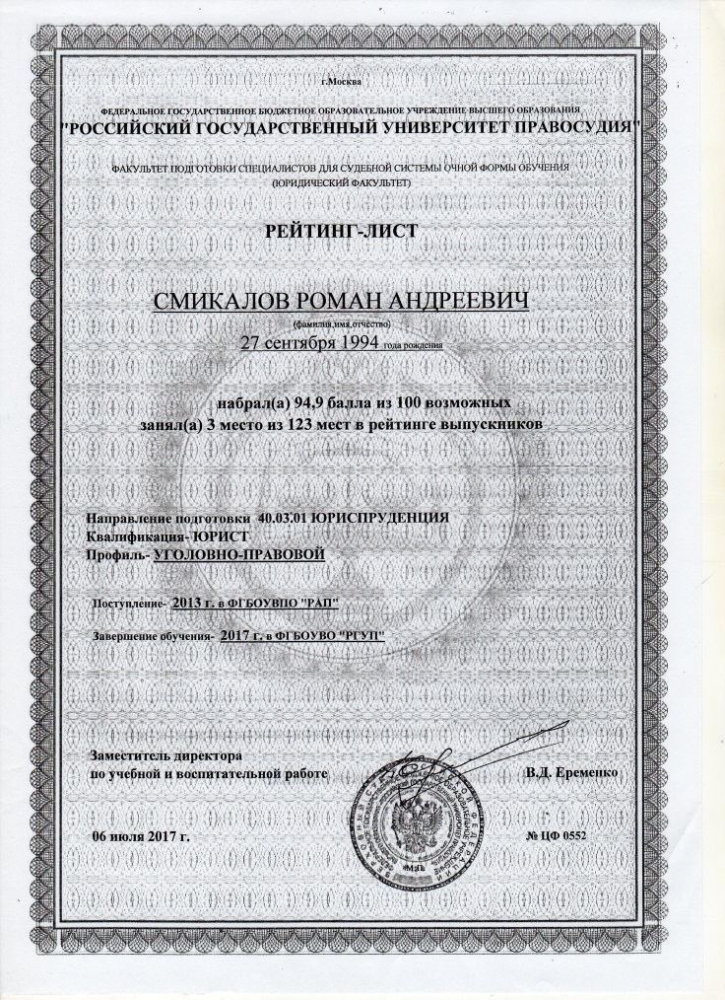 г.Москва
ФЕДЕРАЛЬНОЕ ГОСУДАРСТВЕННОЕ БЮДЖЕТНОЕ ОБРАЗОВАТЕЛЬНОЕ УЧРЕЖДЕНИЕ ВЫСШЕГО ОБРАЗОВАНИЯ
"РОССИЙСКИЙ ГОСУДАРСТВЕННЫЙ УНИВЕРСИТЕТ ПРАВОСУДИЯ"
ФАКУЛЬТЕТ ПОДГОТОВКИ СПЕЦИАЛИСТОВ ДЛЯ СУДЕБНОЙ СИСТЕМЫ ОЧНОЙ ФОРМЫ ОБУЧЕНИЯ
(ЮРИДИЧЕСКИЙ ФАКУЛЬТЕТ)
РЕЙТИНГ-ЛИСТ
СМИКАЛОВ РОМАН АНДРЕЕВИЧ
(фамилия,имя,отчество)
27 сентября 1994 года рождения
набрал(а) 94,9 балла из 100 возможных
занял(а) 3 место из 123 мест в рейтинге выпускников
Направление подготовки 40.03.01 ЮРИСПРУДЕНЦИЯ
Квалификация- ЮРИСТ
Профиль- УГОЛОВНО-ПРАВОВОЙ
Поступление- 2013 г. в ФГБОУВПО "РАП"
Завершение обучения- 2017 г. в ФГБОУВО "РГУП"
Заместитель директора
по учебной и воспитательной работе
В.Д. Еременко
М.П.
06 июля 2017 г.
№ ЦФ 0552